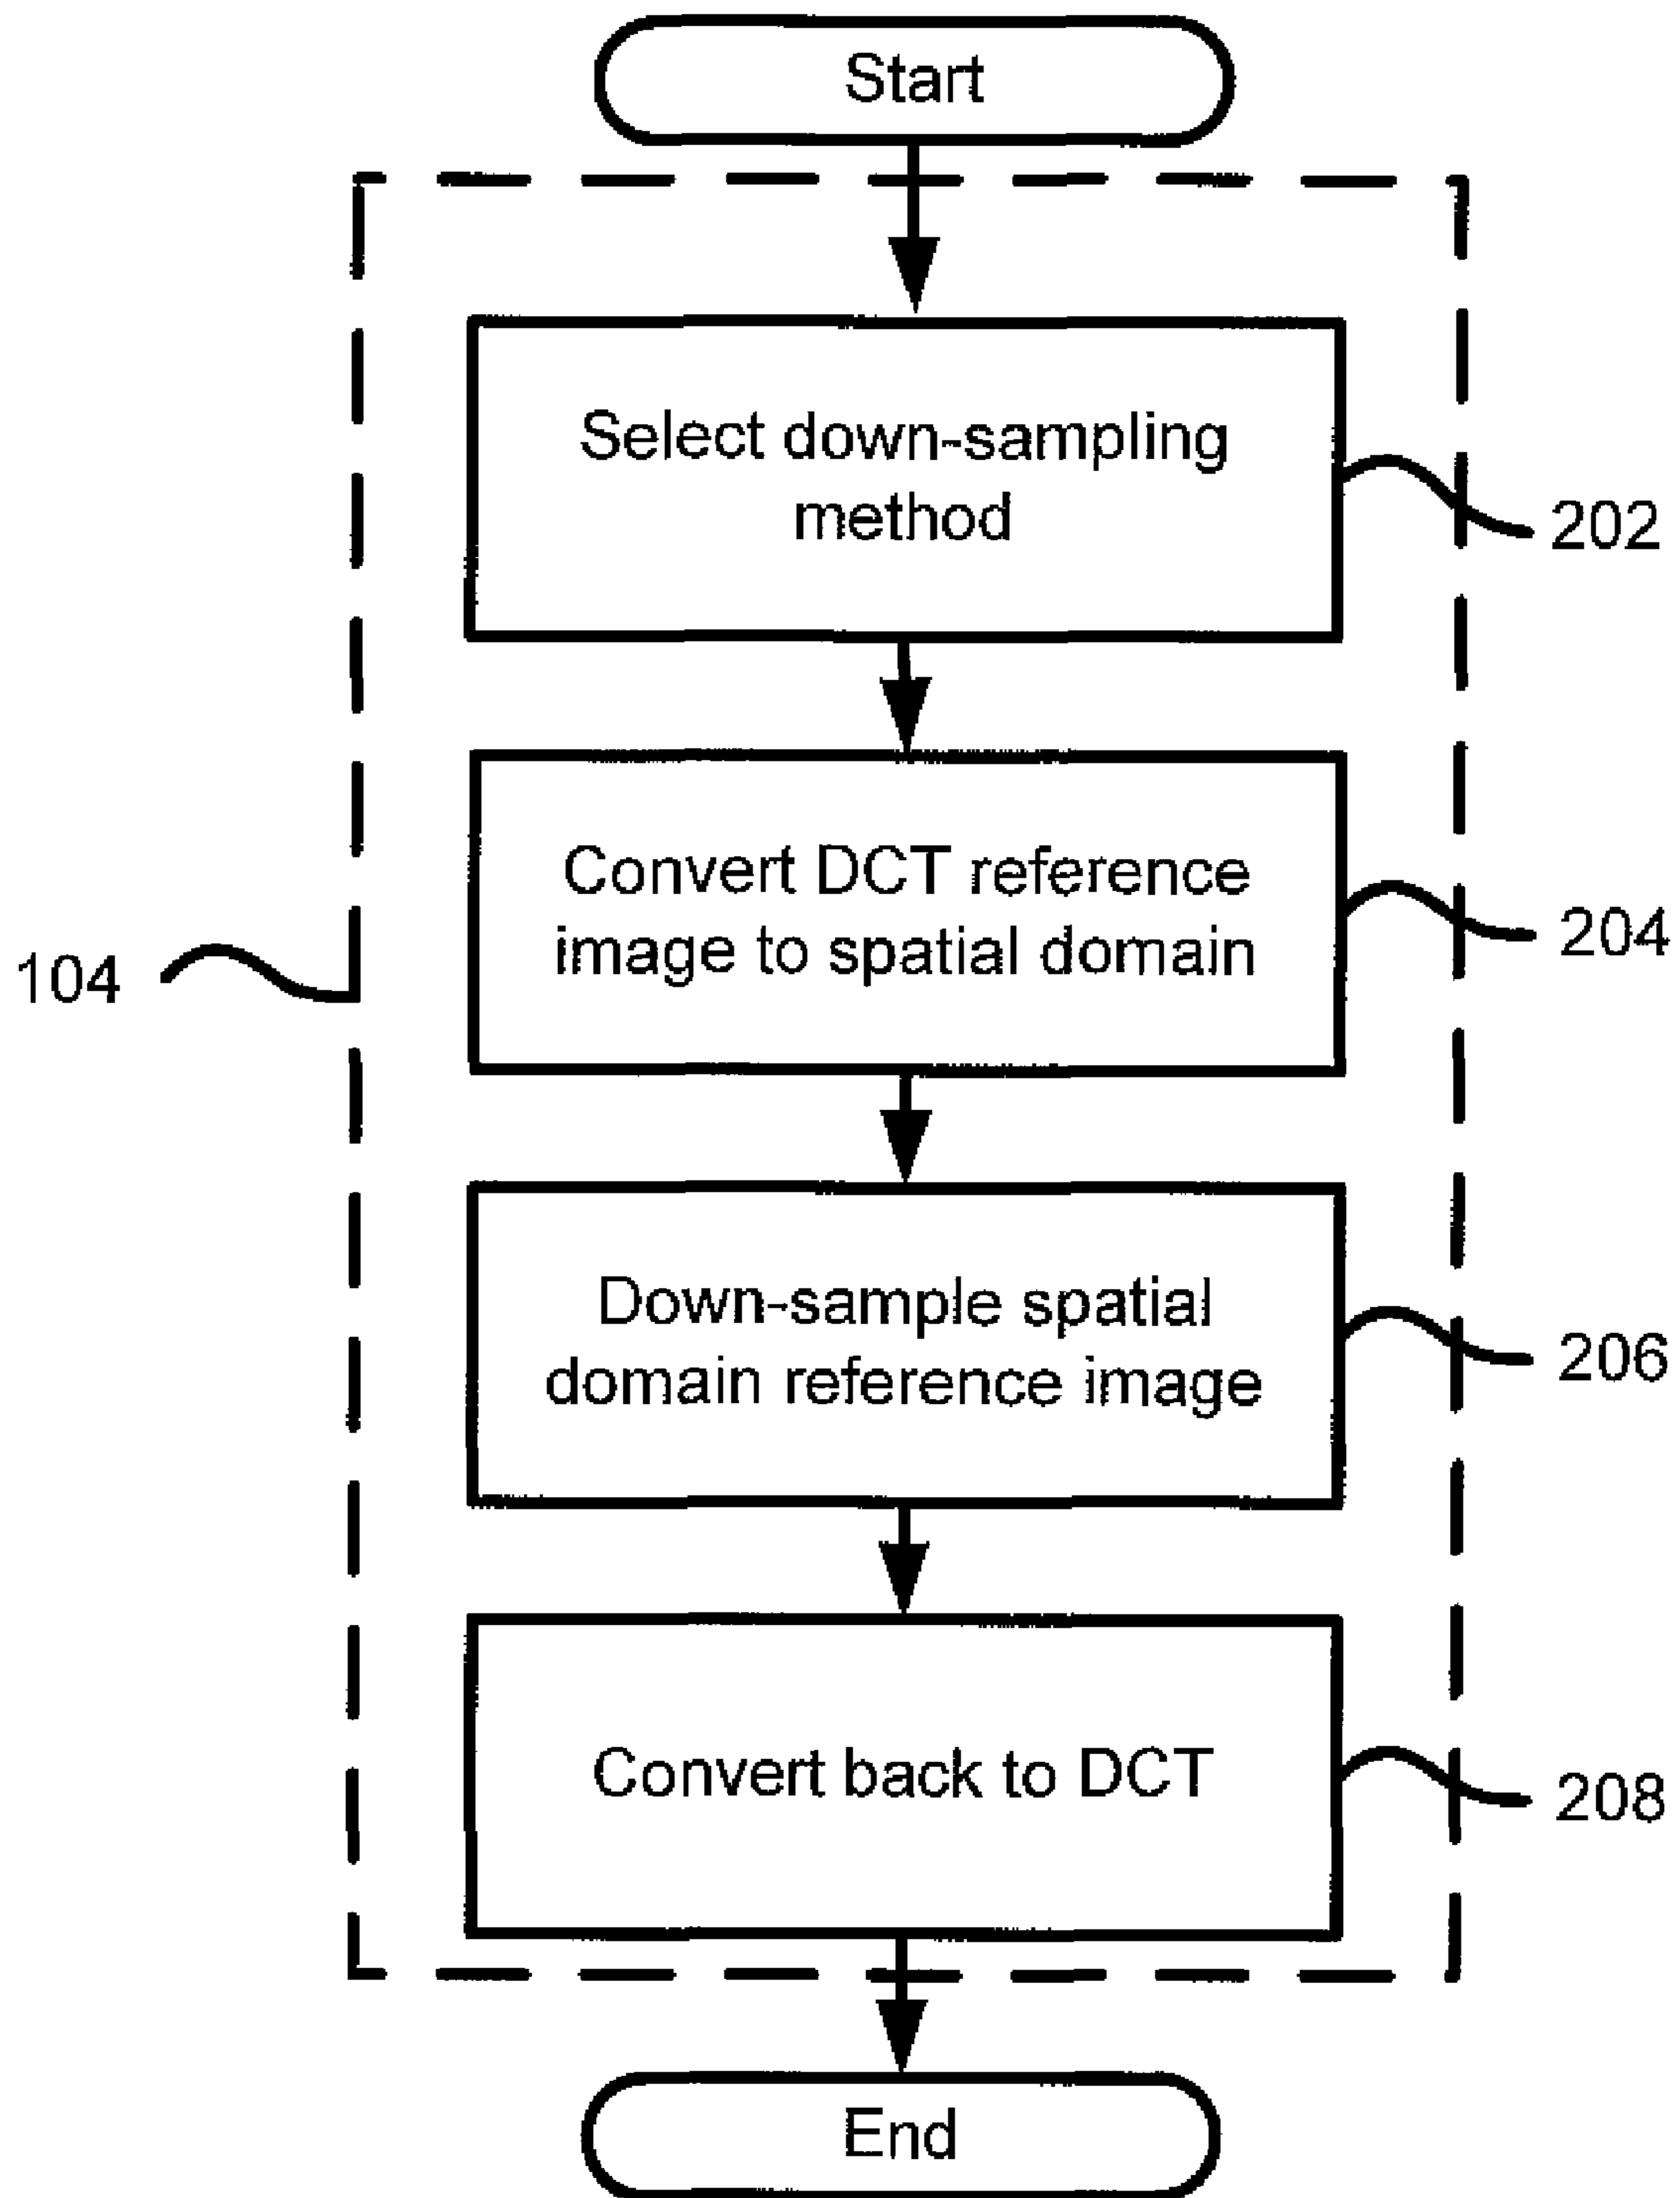 Start
Select down-sampling
method
202
Convert DCT reference
image to spatial domain
204
104
Down-sample spatial
domain reference image
206
Convert back to DCT
208
End